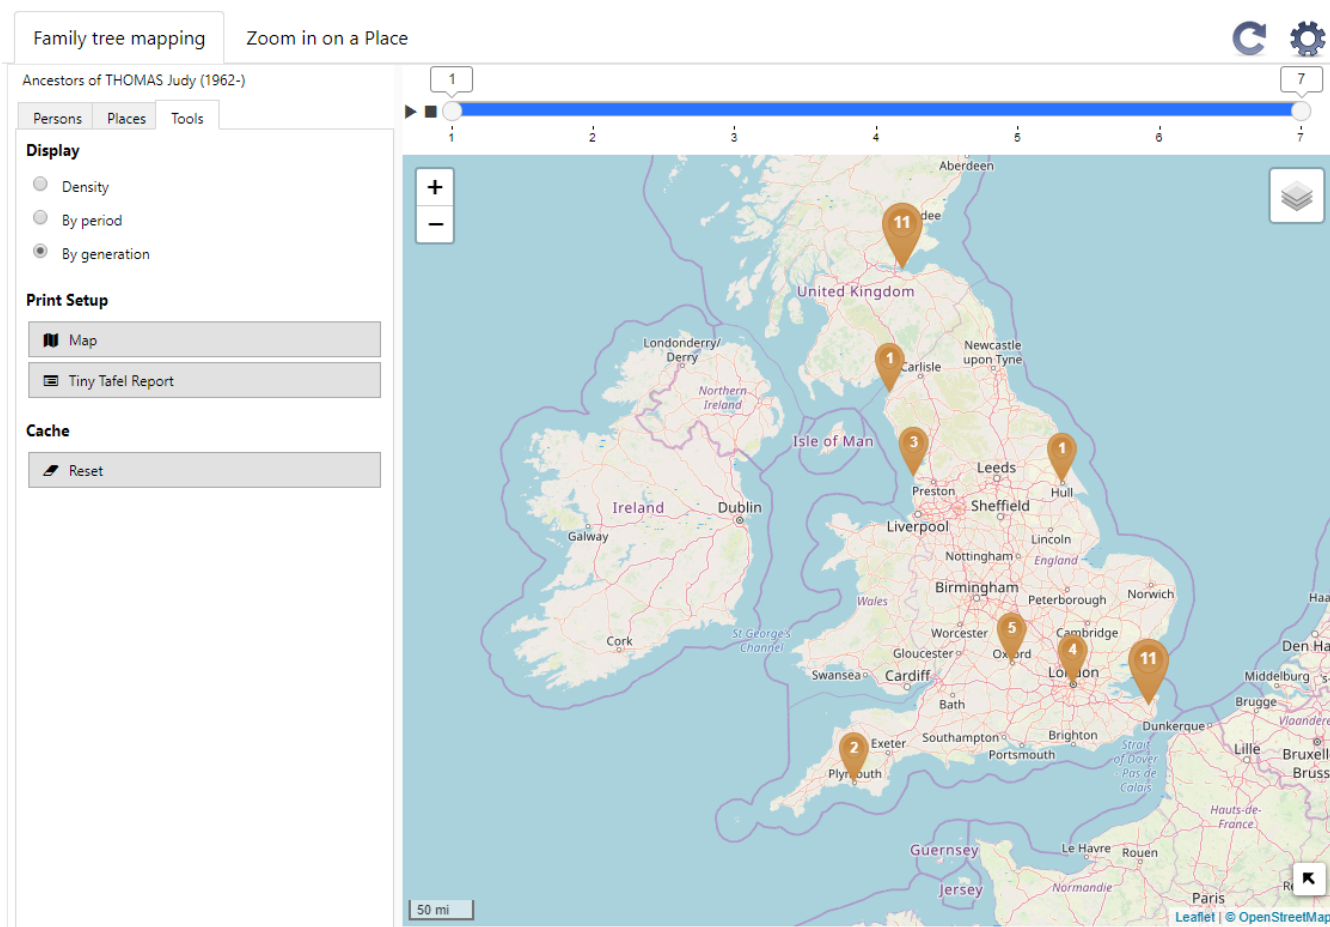 Family tree mapping
Zoom in on a Place
Ancestors of THOMAS Judy (1962-)
Persons
Places
Tools
Display
Density
By period
By generation
Print Setup
Map
Tiny Tafel Report
Cache
Reset
1
7
1 2 3 4 5 6 7
+
−
Aberdeen
11
dee
United Kingdom
Londonderry/
Derry
Newcastle
upon Tyne
1
Carlisle
Northern
Ireland
Isle of Man
3
1
Leeds
Preston
Hull
Ireland
Dublin
Sheffield
Liverpool
Galway
Lincoln
Nottingham
England
Birmingham
Peterborough
Norwich
Wales
Haa
Worcester
5
Cambridge
St George's
Channel
Cork
Gloucester
Oxford
4
11
Den Ha
Swansea
Cardiff
London
Middelburg
's-
Bath
Brugge
Vlaandere
Dunkerque
2
Exeter
Southampton
Brighton
Portsmouth
Strait
of Dover
- Pas de
Calais
Lille
Bruxell
Bruss
Plymouth
Hauts-de-
France
Guernsey
Le Havre
Rouen
Jersey
Normandie
Re
Paris
50 mi
Leaflet | © OpenStreetMap